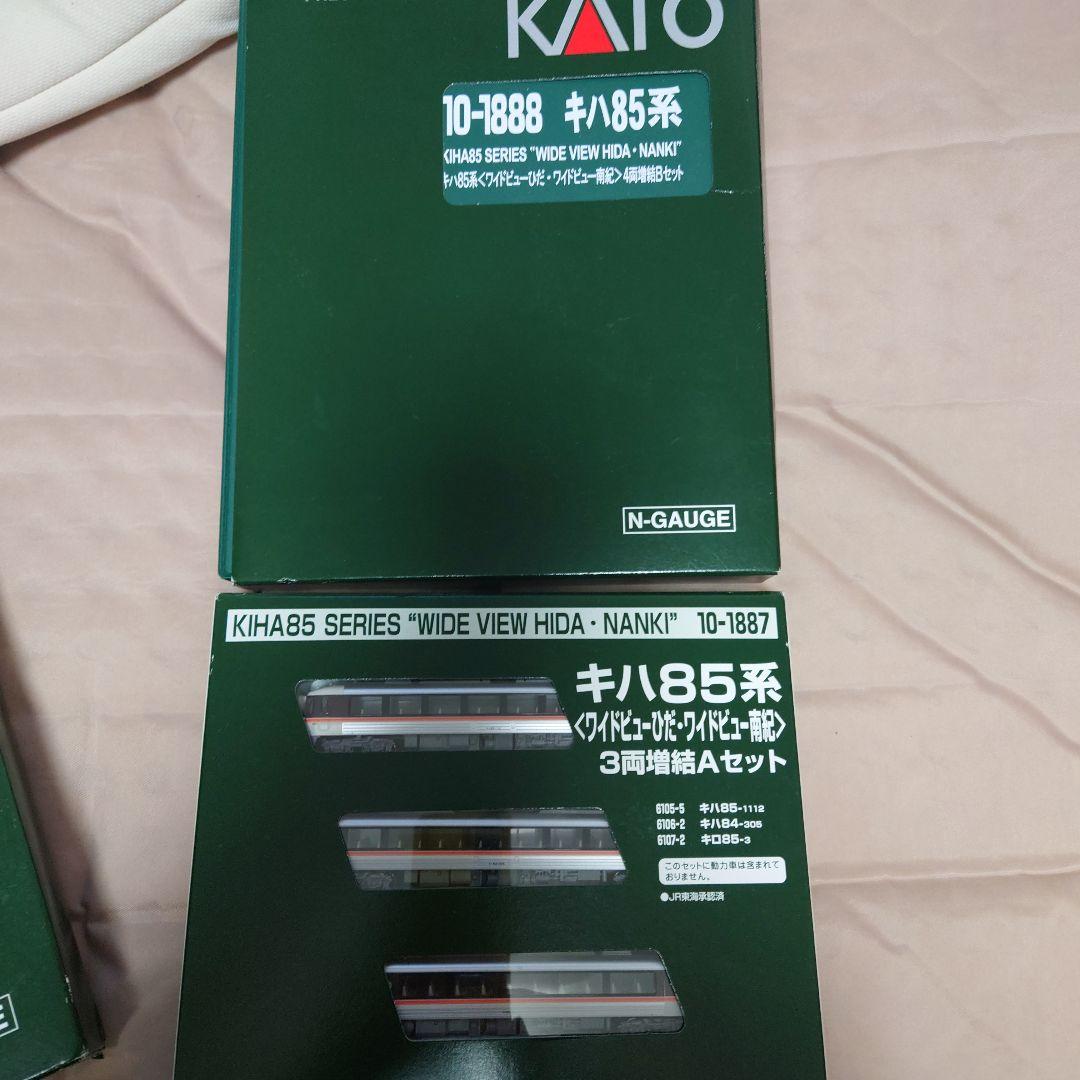 KATO
10-1888 キハ85系
KIHA85 SERIES "WIDE VIEW HIDA・NANKI"
キハ85系<ワイドビューひだ・ワイドビュー南紀>4両増結Bセット
N-GAUGE
KIHA85 SERIES "WIDE VIEW HIDA・NANKI" 10-1887
キハ85系
<ワイドビューひだ・ワイドビュー南紀>
3両増結Aセット
6105-5 キハ85-1112
6106-2 キハ84-305
6107-2 キロ85-3
このセットに動力車は含まれて
おりません。
●JR東海承認済
E